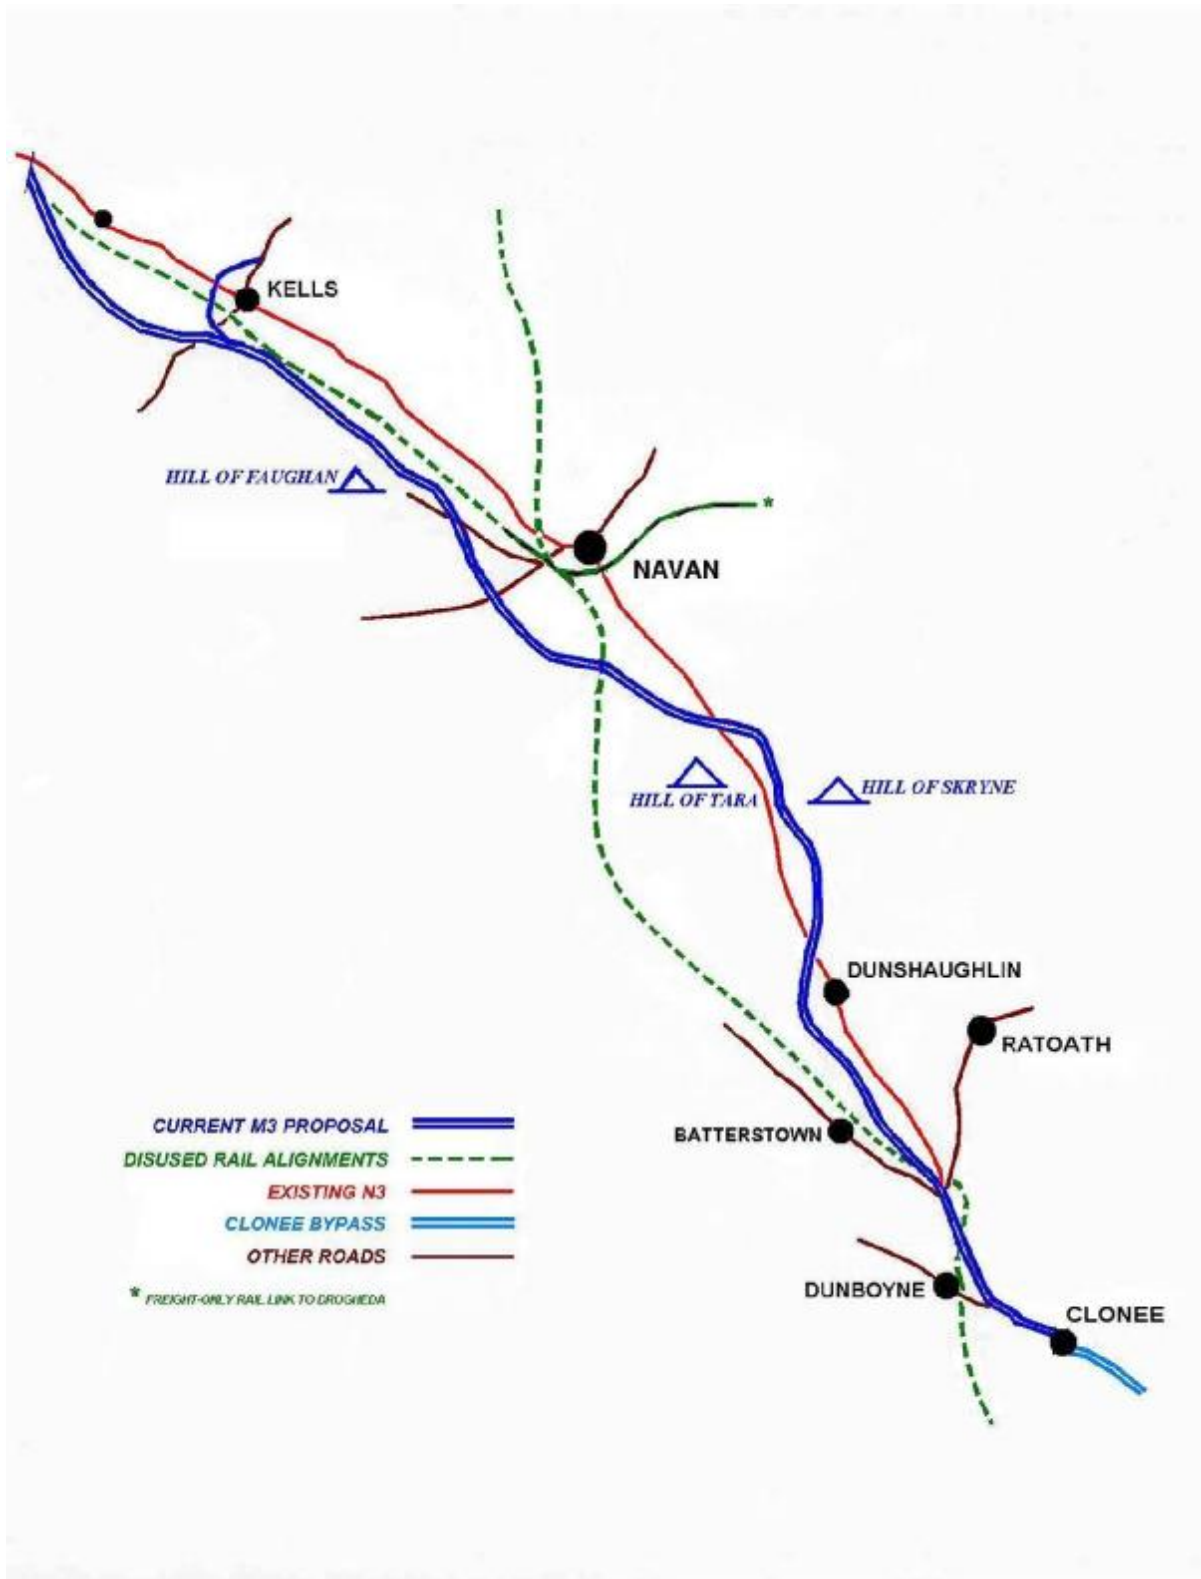 KELLS
HILL OF FAUGHAN
*
NAVAN
HILL OF TARA
HILL OF SKRYNE
DUNSHAUGHLIN
RATOATH
BATTERSTOWN
DUNBOYNE
CLONEE
CURRENT M3 PROPOSAL
DISUSED RAIL ALIGNMENTS
EXISTING N3
CLONEE BYPASS
OTHER ROADS
* FREIGHT-ONLY RAIL LINK TO DROGHEDA